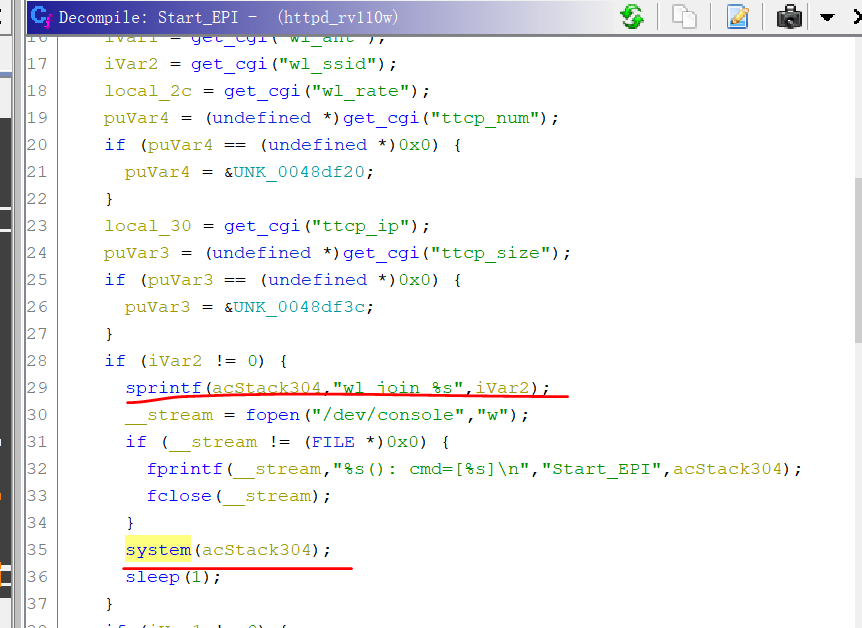 Decompile: Start_EPI - (httpd_rv110w)
16 iVar1 = get_cgi("wl_ant");
17 iVar2 = get_cgi("wl_ssid");
18 local_2c = get_cgi("wl_rate");
19 puVar4 = (undefined *)get_cgi("ttcp_num");
20 if (puVar4 == (undefined *)0x0) {
21 puVar4 = &UNK_0048df20;
22 }
23 local_30 = get_cgi("ttcp_ip");
24 puVar3 = (undefined *)get_cgi("ttcp_size");
25 if (puVar3 == (undefined *)0x0) {
26 puVar3 = &UNK_0048df3c;
27 }
28 if (iVar2 != 0) {
29 sprintf(acStack304,"wl join %s",iVar2);
30 __stream = fopen("/dev/console","w");
31 if (__stream != (FILE *)0x0) {
32 fprintf(__stream,"%s(): cmd=[%s]\n","Start_EPI",acStack304);
33 fclose(__stream);
34 }
35 system(acStack304);
36 sleep(1);
37 }